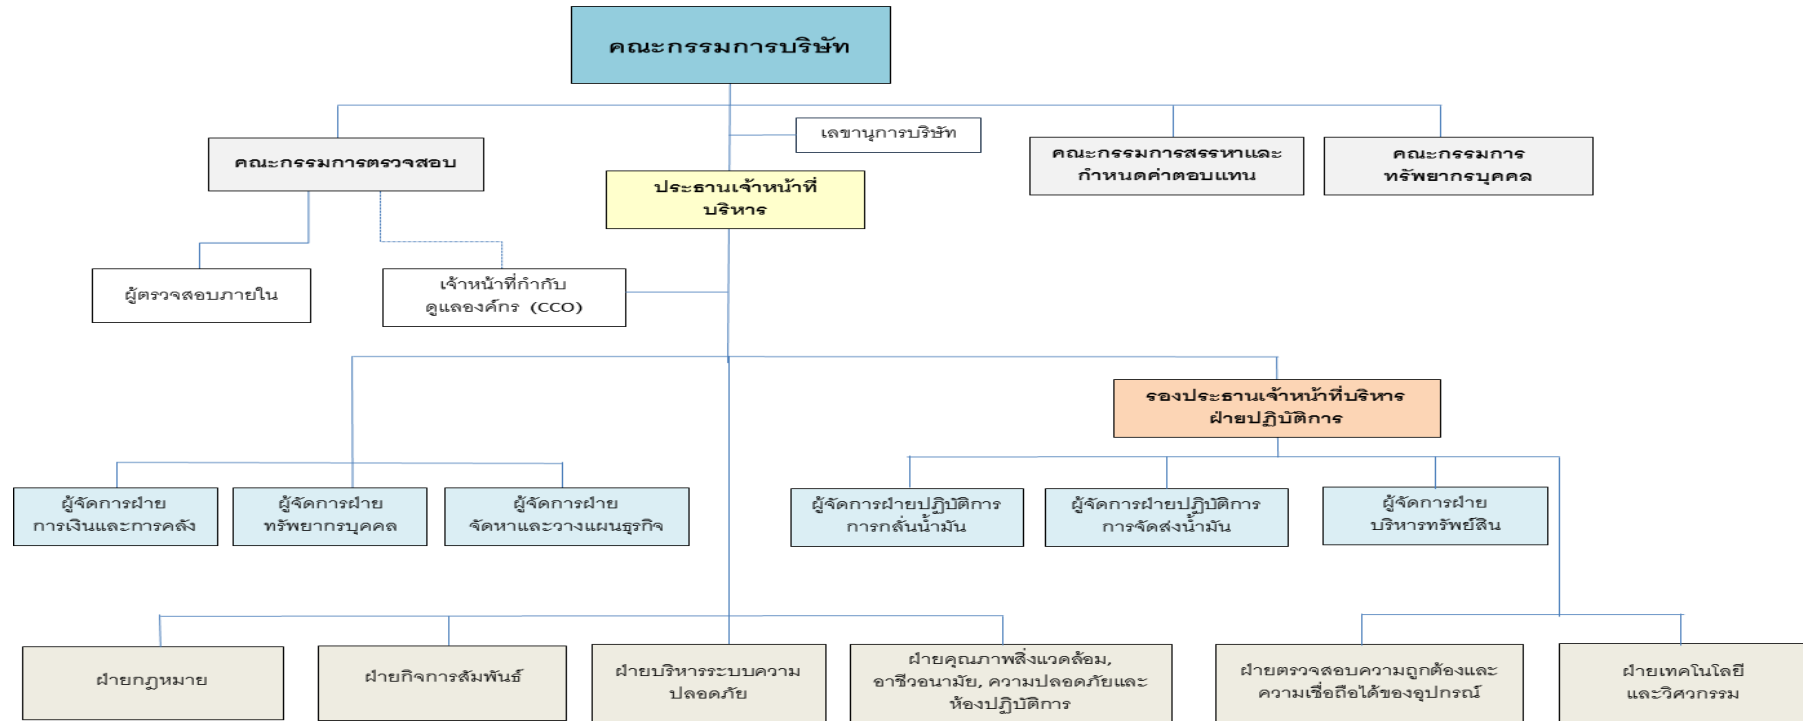 คณะกรรมการบริษัท
เลขานุการบริษัท
คณะกรรมการตรวจสอบ
คณะกรรมการสรรหาและ
กำหนดค่าตอบแทน
คณะกรรมการ
ทรัพยากรบุคคล
ประธานเจ้าหน้าที่
บริหาร
ผู้ตรวจสอบภายใน
เจ้าหน้าที่กำกับ
ดูแลองค์กร (CCO)
รองประธานเจ้าหน้าที่บริหาร
ฝ่ายปฏิบัติการ
ผู้จัดการฝ่าย
การเงินและการคลัง
ผู้จัดการฝ่าย
ทรัพยากรบุคคล
ผู้จัดการฝ่าย
จัดหาและวางแผนธุรกิจ
ผู้จัดการฝ่ายปฏิบัติการ
การกลั่นน้ำมัน
ผู้จัดการฝ่ายปฏิบัติการ
การจัดส่งน้ำมัน
ผู้จัดการฝ่าย
บริหารทรัพย์สิน
ฝ่ายกฎหมาย
ฝ่ายกิจการสัมพันธ์
ฝ่ายบริหารระบบความ
ปลอดภัย
ฝ่ายคุณภาพสิ่งแวดล้อม,
อาชีวอนามัย, ความปลอดภัยและ
ห้องปฏิบัติการ
ฝ่ายตรวจสอบความถูกต้องและ
ความเชื่อถือได้ของอุปกรณ์
ฝ่ายเทคโนโลยี
และวิศวกรรม